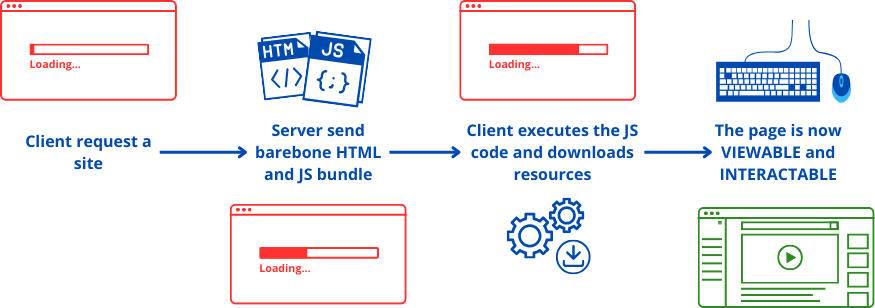 Loading...
HTM
JS
</>
{;}
Loading...
Client request a
site
Server send
barebone HTML
and JS bundle
Client executes the JS
code and downloads
resources
The page is now
VIEWABLE and
INTERACTABLE
Loading...